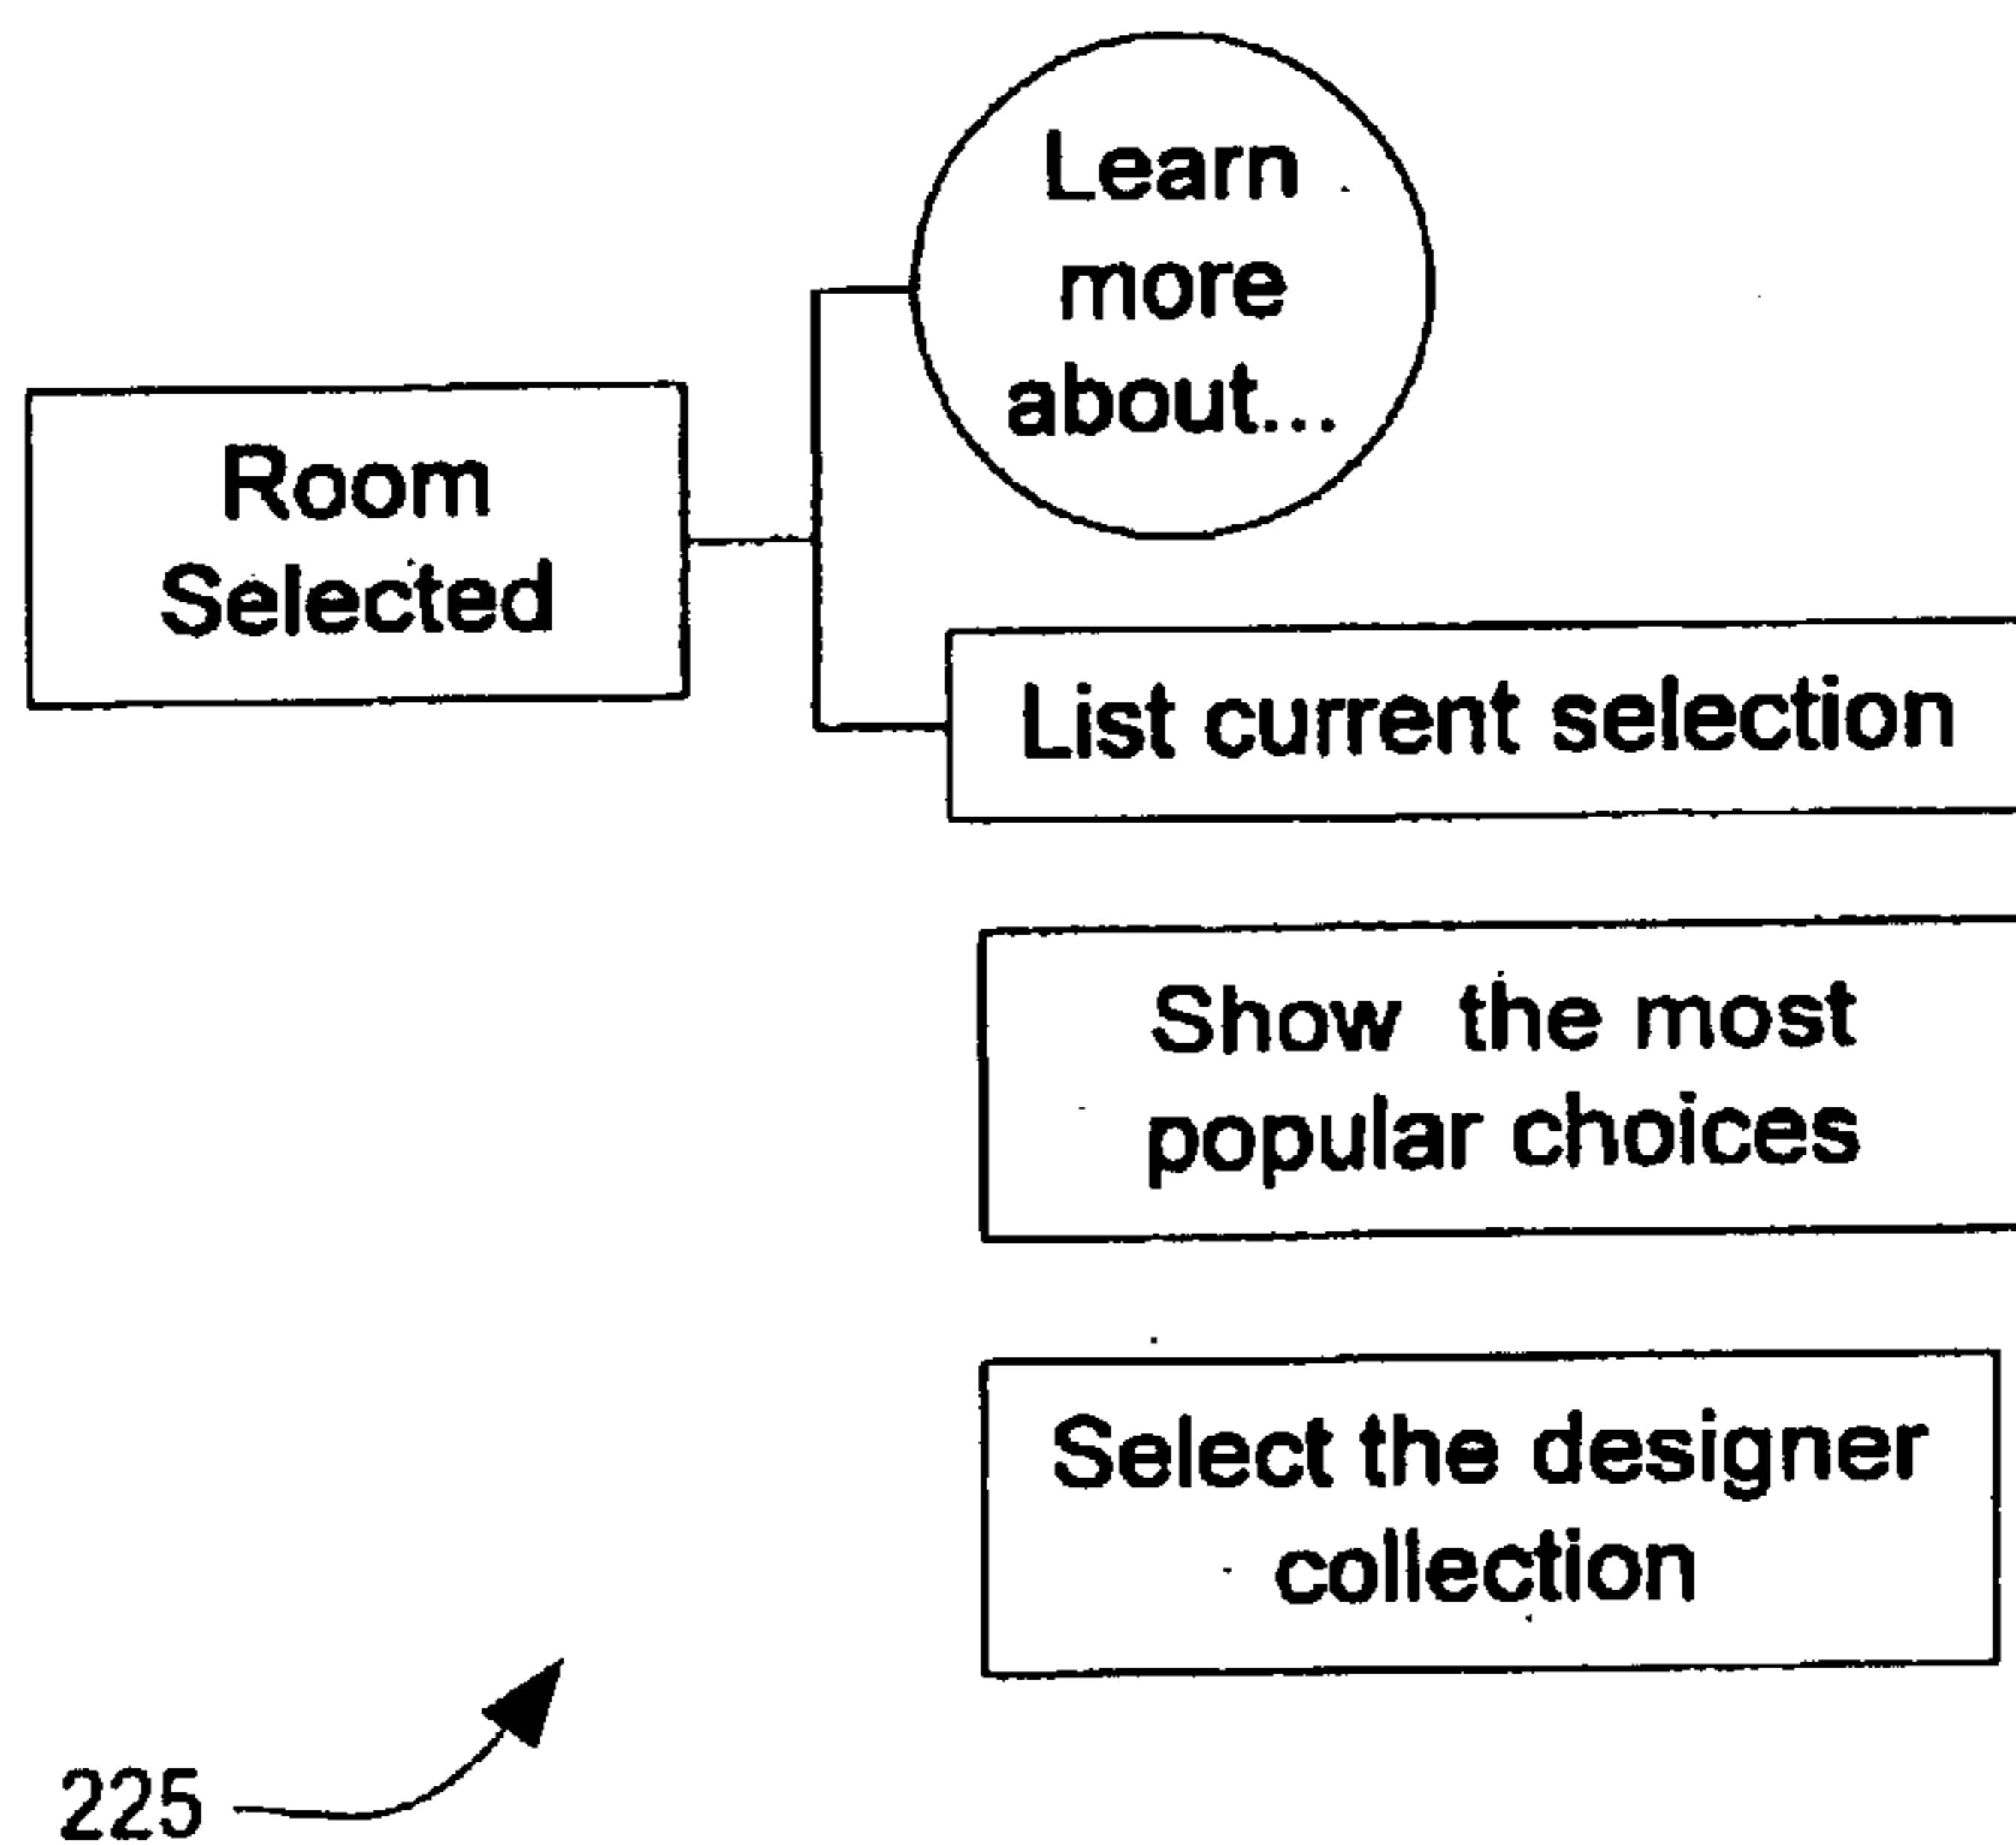 Learn
more
about...
Room
Selected
List current selection
Show the most
popular choices
Select the designer
collection
225